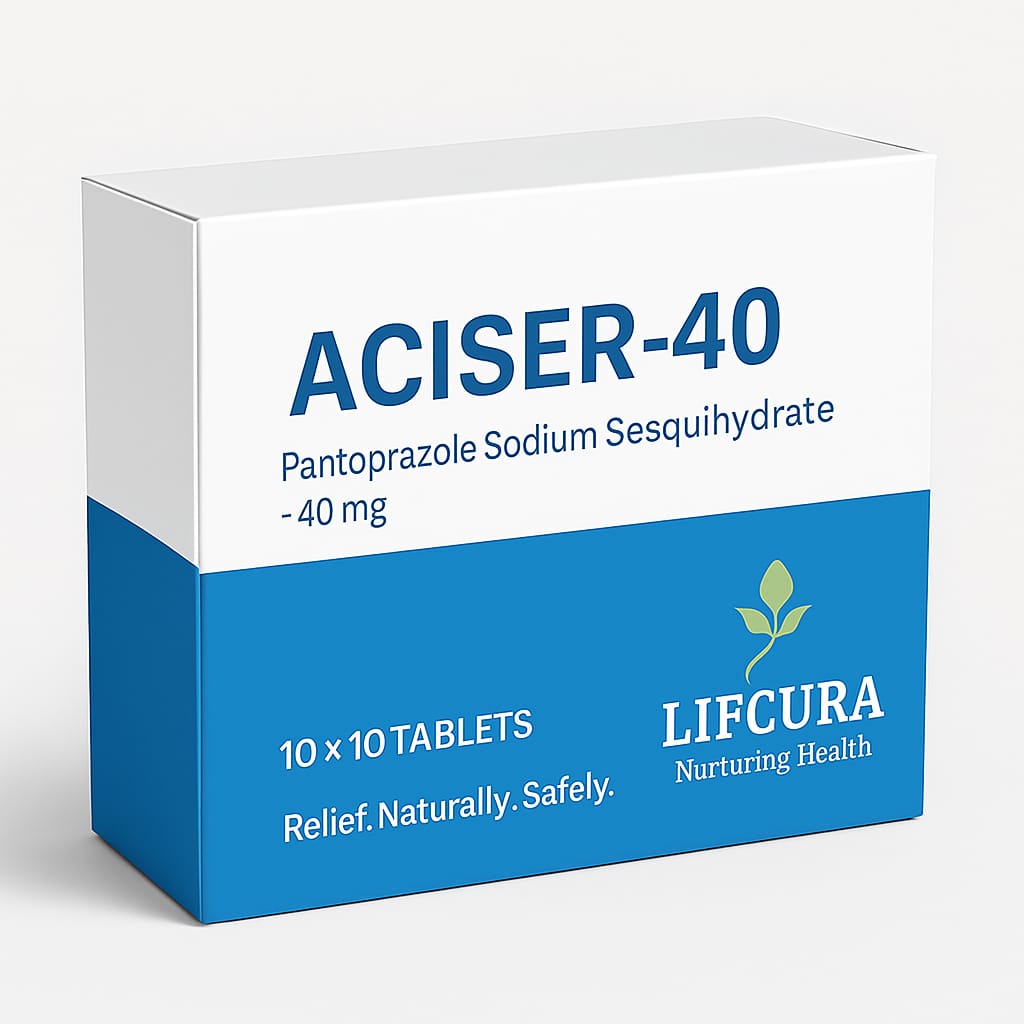 ACISER-40
Pantoprazole Sodium Sesquihydrate
- 40 mg
10 x 10 TABLETS
Relief. Naturally. Safely.
LIFCURA
Nurturing Health